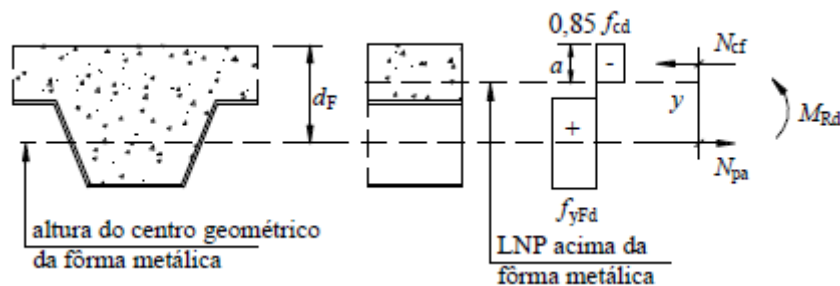 0,85 fcd
Ncf
a
-
dF
y
MRd
+
Npa
fyFd
altura do centro geométrico
da fôrma metálica
LNP acima da
fôrma metálica